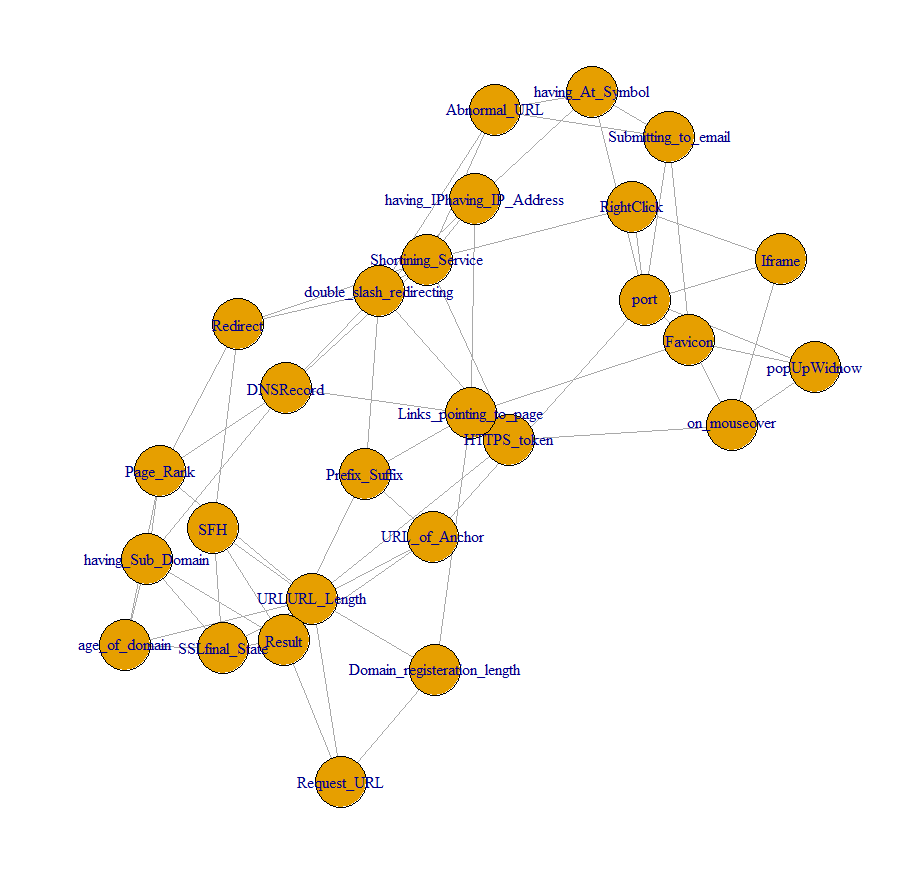 having_At_Symbol
Abnormal_URL
Submitting_to_email
having_IPhaving_IP_Address
RightClick
Shortining_Service
Iframe
double_slash_redirecting
port
Redirect
Favicon
popUpWidnow
DNSRecord
Links_pointing_to_page
on_mouseover
HTTPS_token
Page_Rank
Prefix_Suffix
SFH
URL_of_Anchor
having_Sub_Domain
URLURL_Length
age_of_domain
SSLfinal_State
Result
Domain_registeration_length
Request_URL